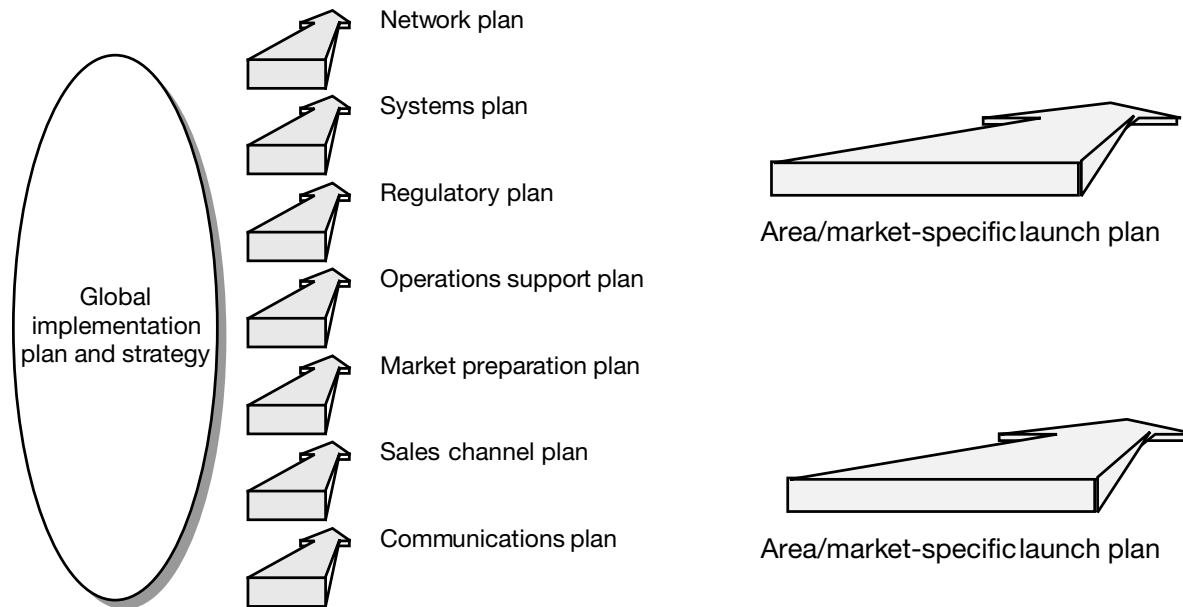 Network plan
Systems plan
Regulatory plan
Operations support plan
Market preparation plan
Sales channel plan
Communications plan
Global
implementation
plan and strategy
Area/market-specific launch plan
Area/market-specific launch plan